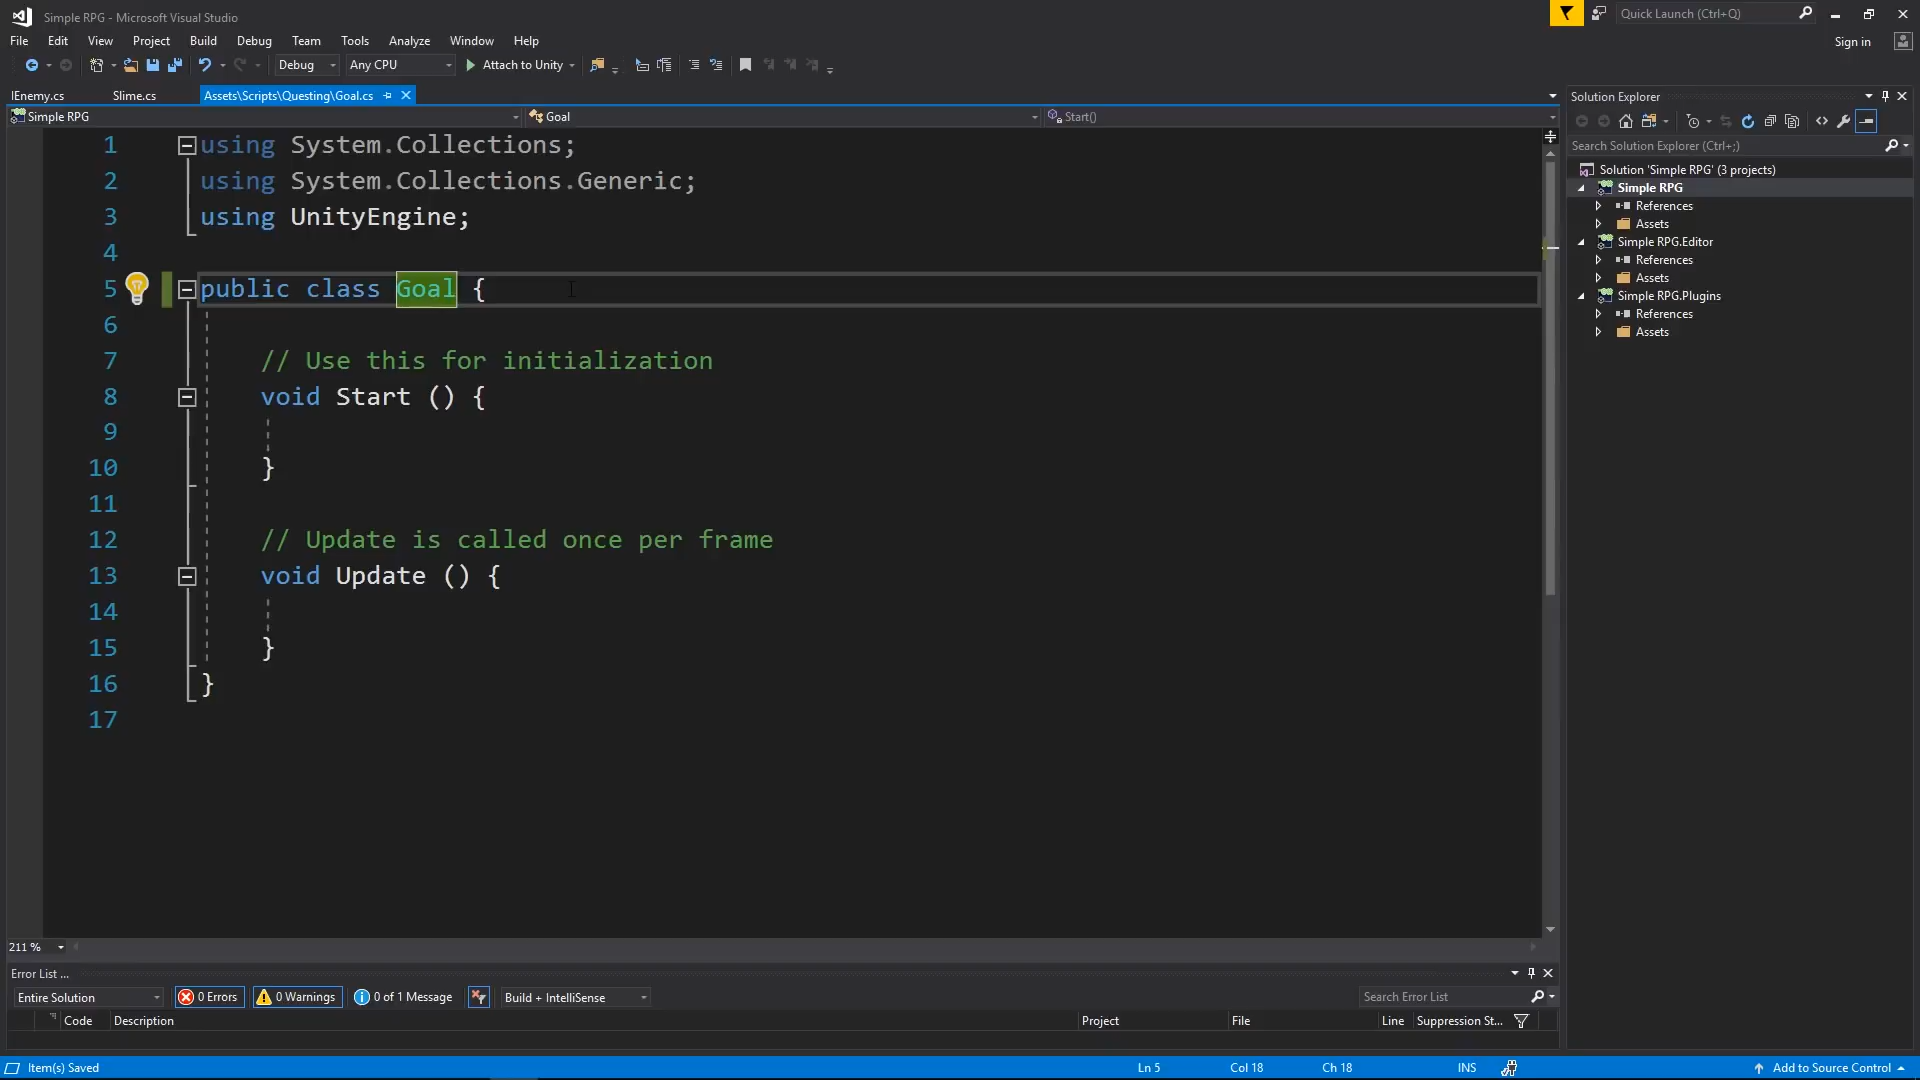 Simple RPG - Microsoft Visual Studio
Quick Launch (Ctrl+Q)
File Edit View Project Build Debug Team Tools Analyze Window Help
Sign in
Debug Any CPU Attach to Unity
IEnemy.cs Slime.cs Assets\Scripts\Questing\Goal.cs
Simple RPG Goal Start()
1 using System.Collections;
2 using System.Collections.Generic;
3 using UnityEngine;
4
5 public class Goal {
6
7 // Use this for initialization
8 void Start () {
9
10 }
11
12 // Update is called once per frame
13 void Update () {
14
15 }
16 }
17
211 %
Solution Explorer
Search Solution Explorer (Ctrl+;)
Solution 'Simple RPG' (3 projects)
Simple RPG
References
Assets
Simple RPG.Editor
References
Assets
Simple RPG.Plugins
References
Assets
Error List ...
Entire Solution 0 Errors 0 Warnings 0 of 1 Message Build + IntelliSense Search Error List
Code Description Project File Line Suppression St...
Item(s) Saved Ln 5 Col 18 Ch 18 INS Add to Source Control